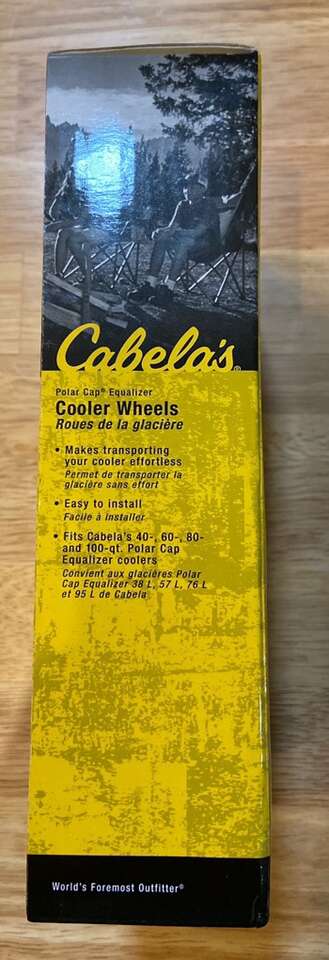 Cabela's®
Polar Cap® Equalizer
Cooler Wheels
Roues de la glacière
• Makes transporting
your cooler effortless
Permet de transporter la
glacière sans effort
• Easy to install
Facile à installer
• Fits Cabela's 40-, 60-, 80-
and 100-qt. Polar Cap
Equalizer coolers
Convient aux glacières Polar
Cap Equalizer 38 L, 57 L, 76 L
et 95 L de Cabela
World's Foremost Outfitter®